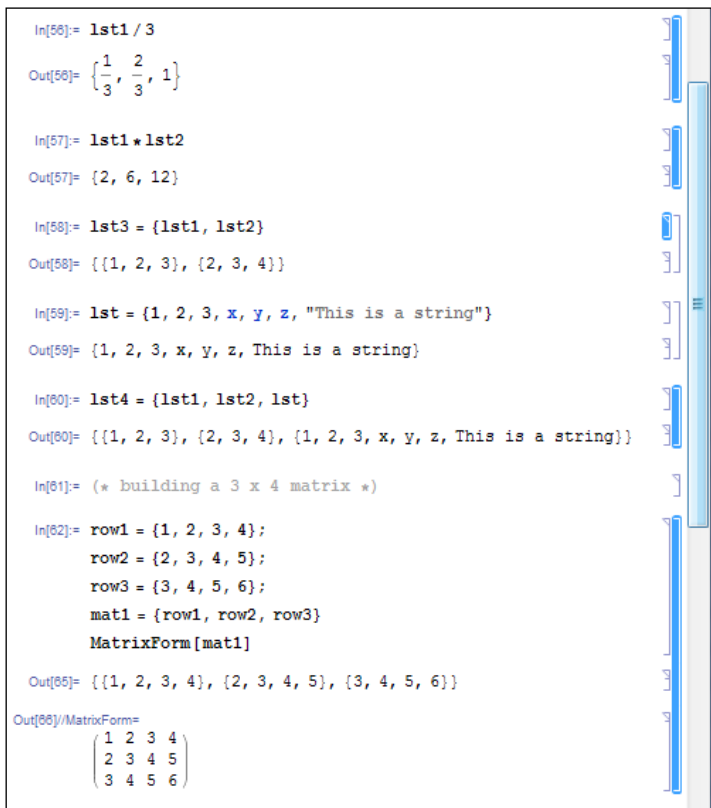 In[56]:= lst1 / 3
Out[56]= {1/3, 2/3, 1}
In[57]:= lst1 * lst2
Out[57]= {2, 6, 12}
In[58]:= lst3 = {lst1, lst2}
Out[58]= {{1, 2, 3}, {2, 3, 4}}
In[59]:= lst = {1, 2, 3, x, y, z, "This is a string"}
Out[59]= {1, 2, 3, x, y, z, This is a string}
In[60]:= lst4 = {lst1, lst2, lst}
Out[60]= {{1, 2, 3}, {2, 3, 4}, {1, 2, 3, x, y, z, This is a string}}
In[61]:= (* building a 3 x 4 matrix *)
In[62]:= row1 = {1, 2, 3, 4};
row2 = {2, 3, 4, 5};
row3 = {3, 4, 5, 6};
mat1 = {row1, row2, row3}
MatrixForm[mat1]
Out[65]= {{1, 2, 3, 4}, {2, 3, 4, 5}, {3, 4, 5, 6}}
Out[66]//MatrixForm=
1 2 3 4
2 3 4 5
3 4 5 6